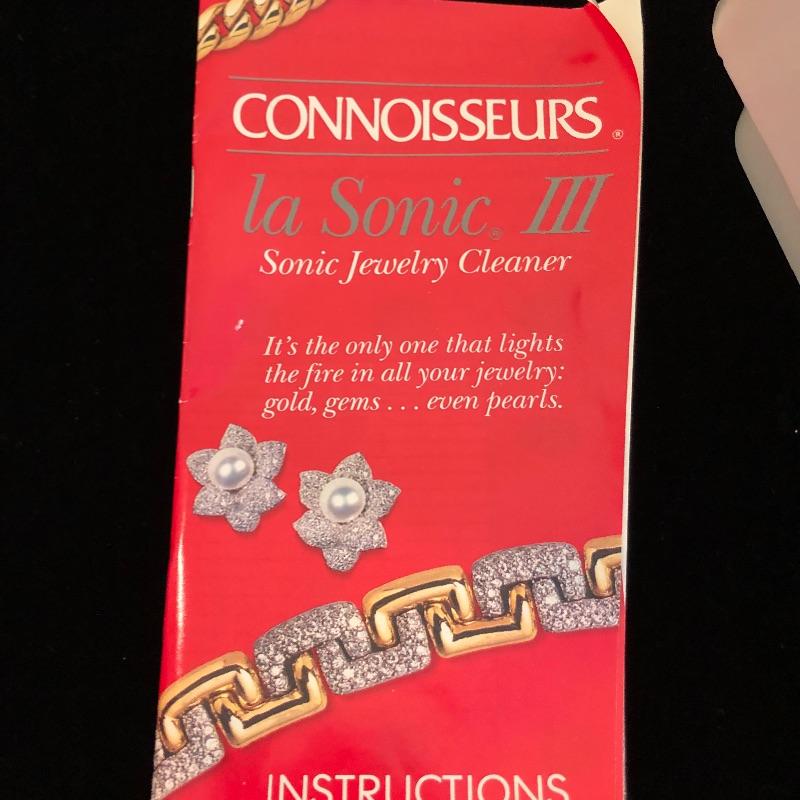 CONNOISSEURS®
la Sonic® III
Sonic Jewelry Cleaner
It's the only one that lights
the fire in all your jewelry:
gold, gems . . . even pearls.
INSTRUCTIONS